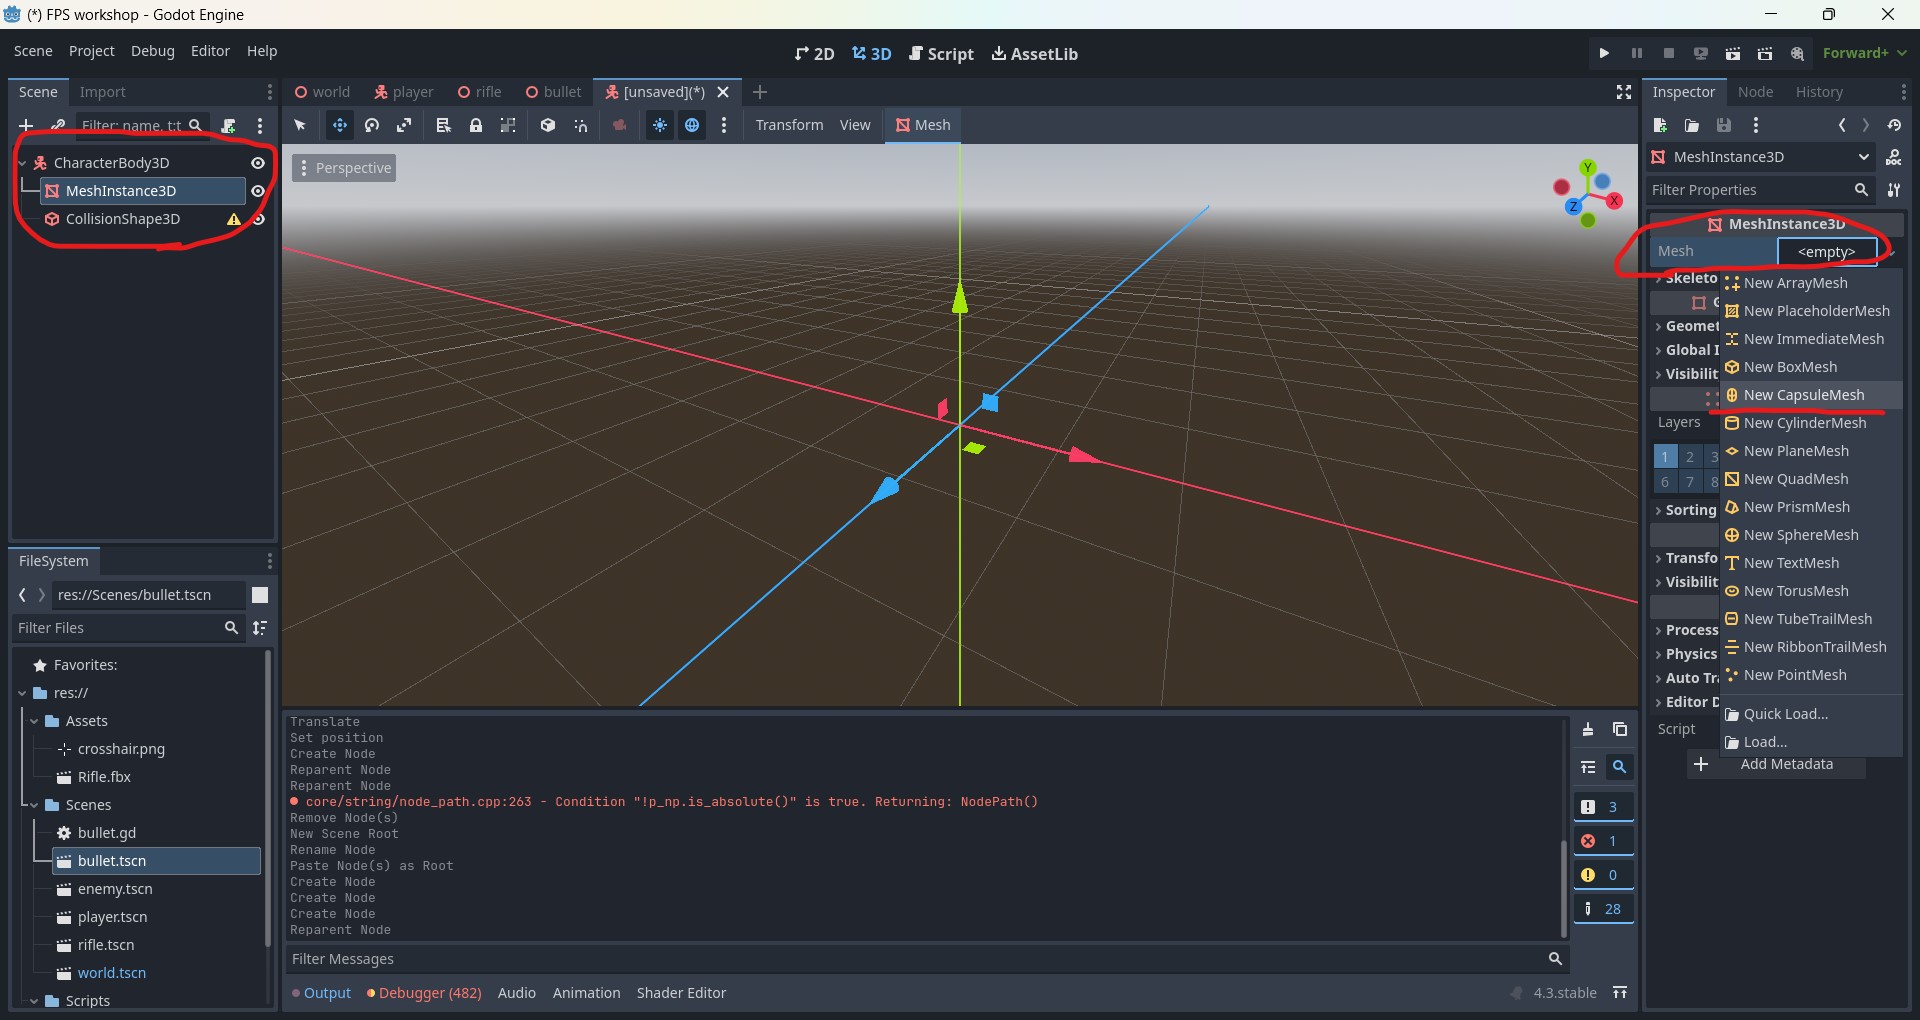 (*) FPS workshop - Godot Engine
Scene Project Debug Editor Help
2D 3D Script AssetLib
Forward+
Scene Import
world player rifle bullet [unsaved](*)
Inspector Node History
Filter: name, t:t
Transform View Mesh
CharacterBody3D
MeshInstance3D
CollisionShape3D
Perspective
Y
X
Z
MeshInstance3D
Filter Properties
MeshInstance3D
Mesh <empty>
Skeleto
G
Geomet
Global I
Visibilit
Layers
1 2 3
6 7 8
Sorting
Transfo
Visibilit
Process
Physics
Auto Tra
Editor D
Script
New ArrayMesh
New PlaceholderMesh
New ImmediateMesh
New BoxMesh
New CapsuleMesh
New CylinderMesh
New PlaneMesh
New QuadMesh
New PrismMesh
New SphereMesh
New TextMesh
New TorusMesh
New TubeTrailMesh
New RibbonTrailMesh
New PointMesh
Quick Load...
Load...
Add Metadata
FileSystem
res://Scenes/bullet.tscn
Filter Files
Favorites:
res://
Assets
crosshair.png
Rifle.fbx
Scenes
bullet.gd
bullet.tscn
enemy.tscn
player.tscn
rifle.tscn
world.tscn
Scripts
Translate
Set position
Create Node
Reparent Node
Reparent Node
core/string/node_path.cpp:263 - Condition "!p_np.is_absolute()" is true. Returning: NodePath()
Remove Node(s)
New Scene Root
Rename Node
Paste Node(s) as Root
Create Node
Create Node
Create Node
Reparent Node
3
1
0
28
Filter Messages
Output Debugger (482) Audio Animation Shader Editor
4.3.stable